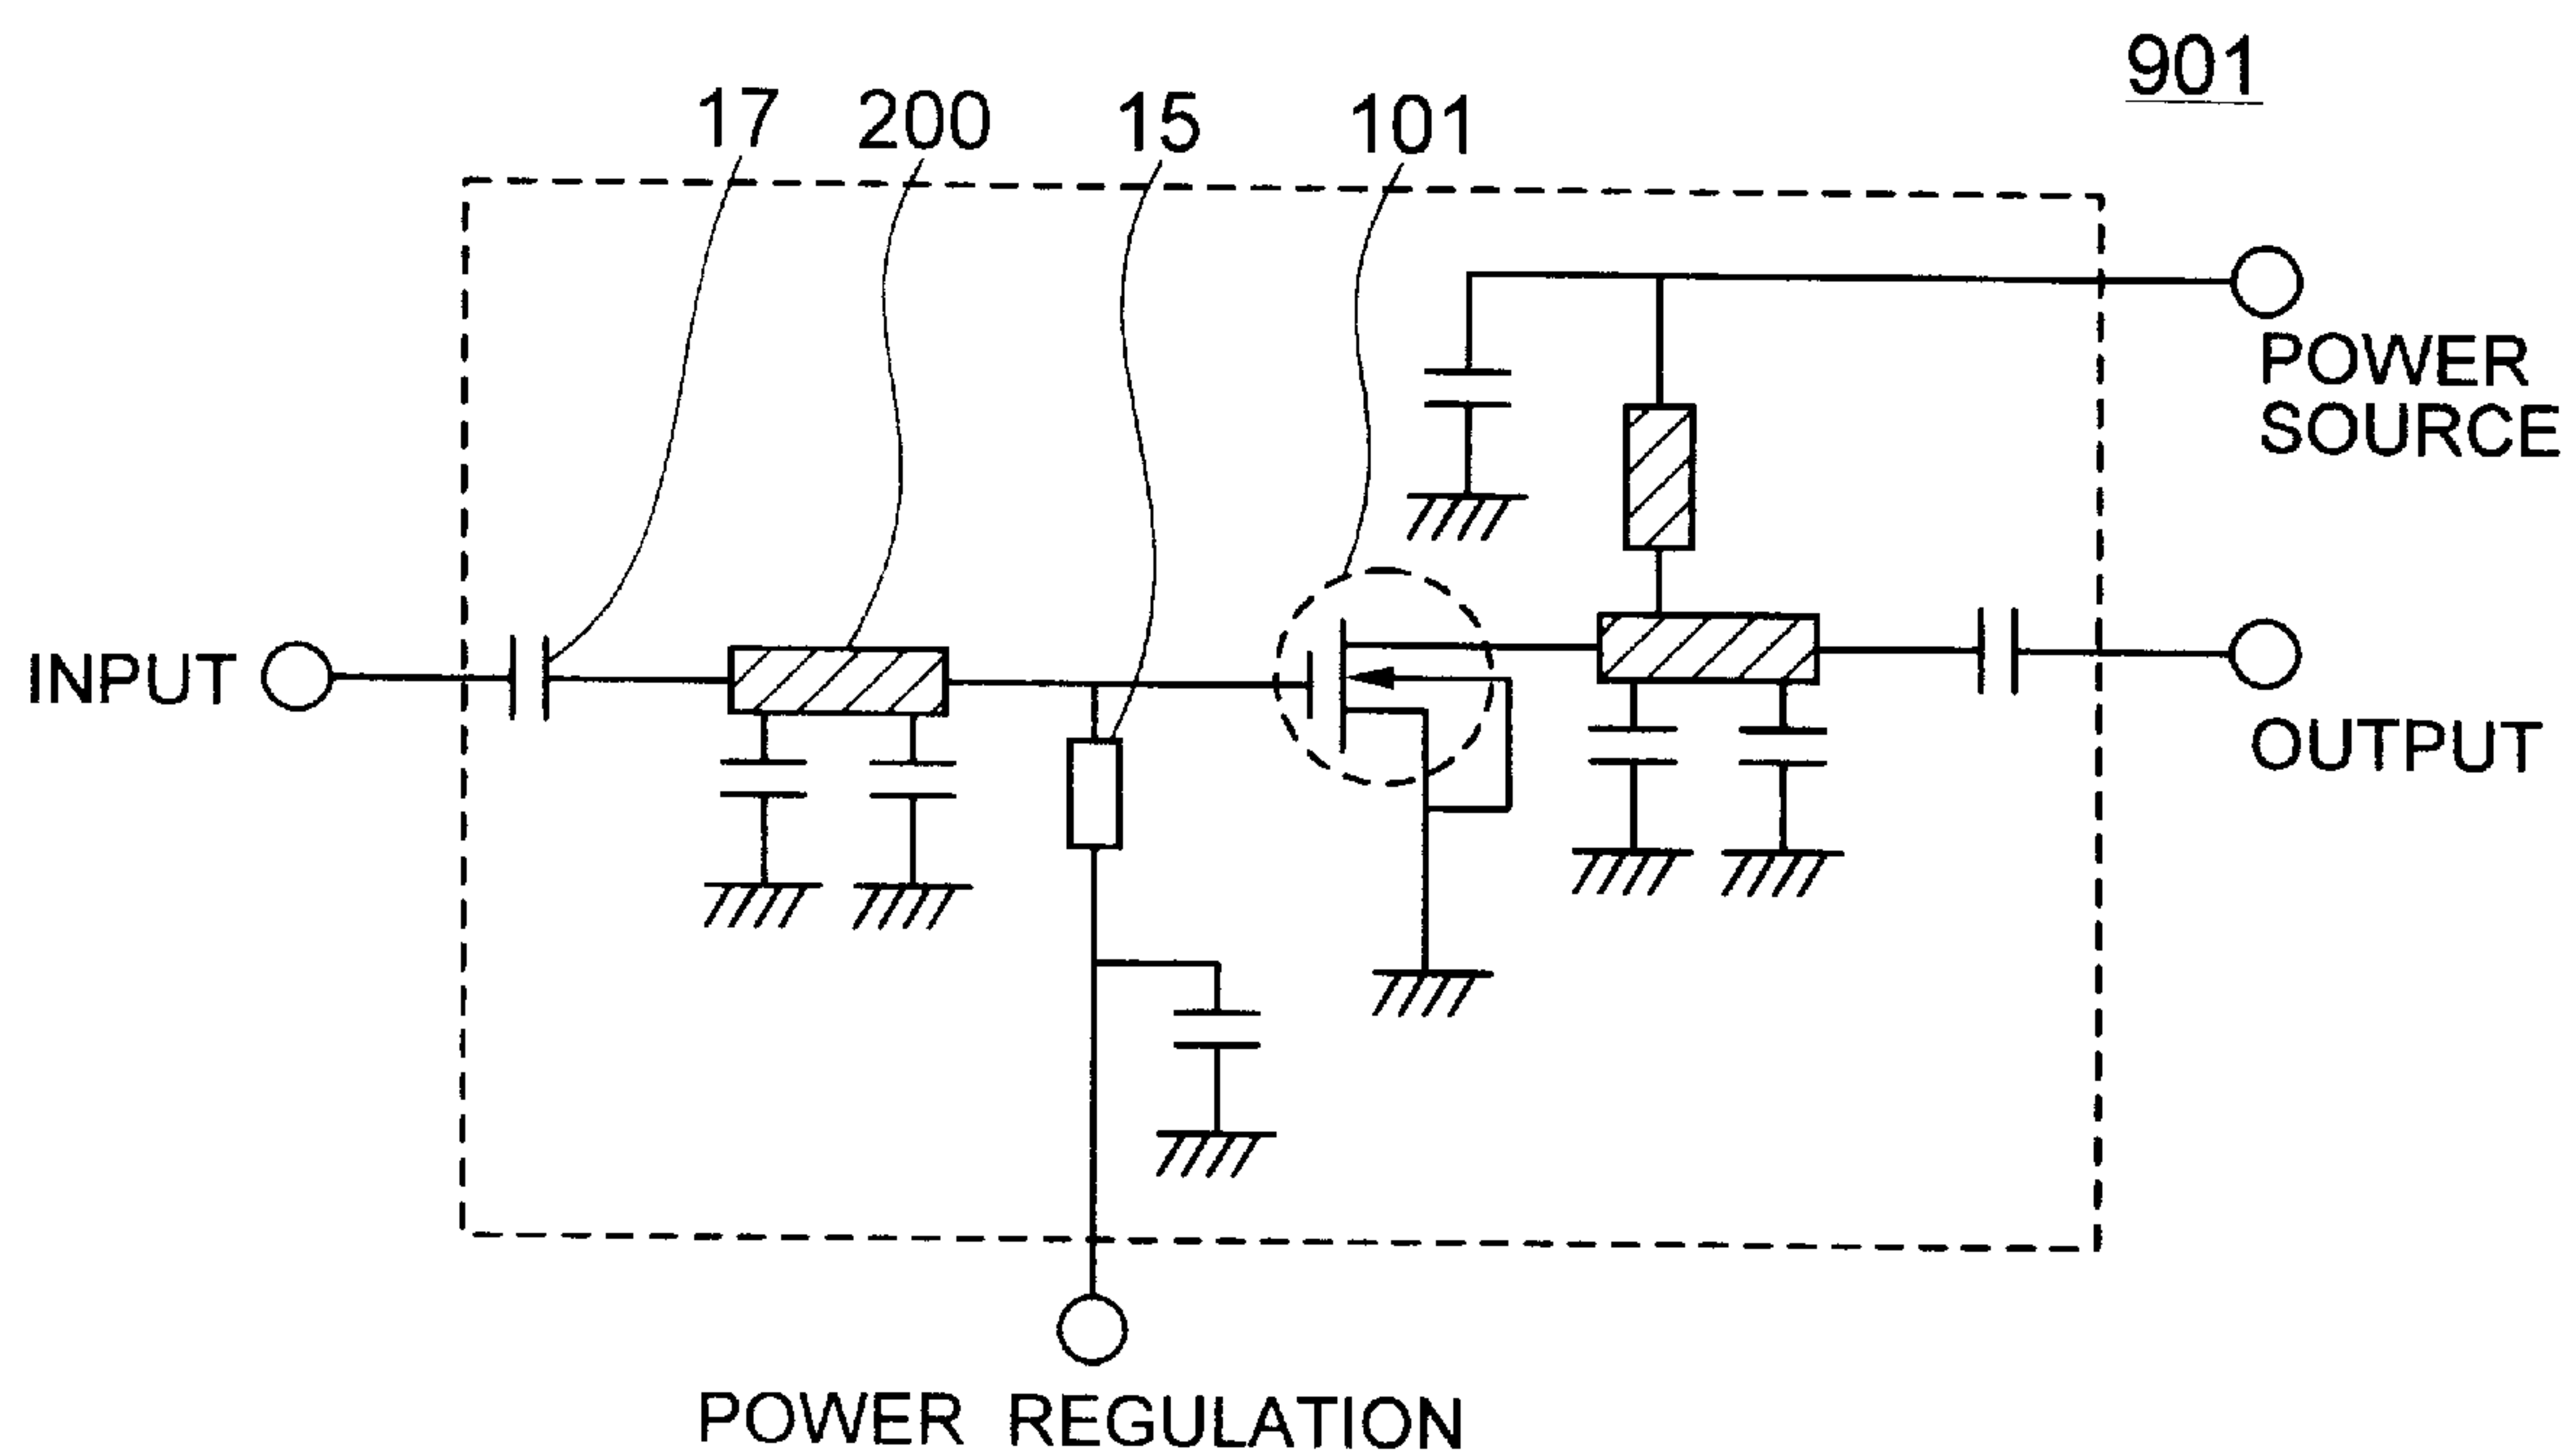 901
17
200
15
101
POWER
SOURCE
INPUT
OUTPUT
POWER REGULATION